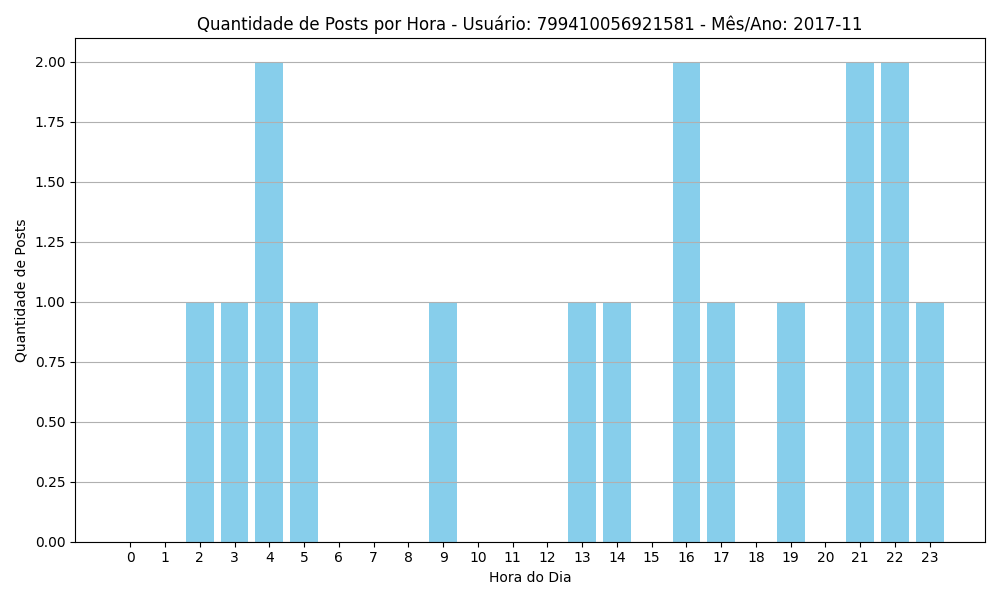 Quantidade de Posts por Hora - Usuário: 799410056921581 - Mês/Ano: 2017-11
Quantidade de Posts
2.00
1.75
1.50
1.25
1.00
0.75
0.50
0.25
0.00
0 1 2 3 4 5 6 7 8 9 10 11 12 13 14 15 16 17 18 19 20 21 22 23
Hora do Dia